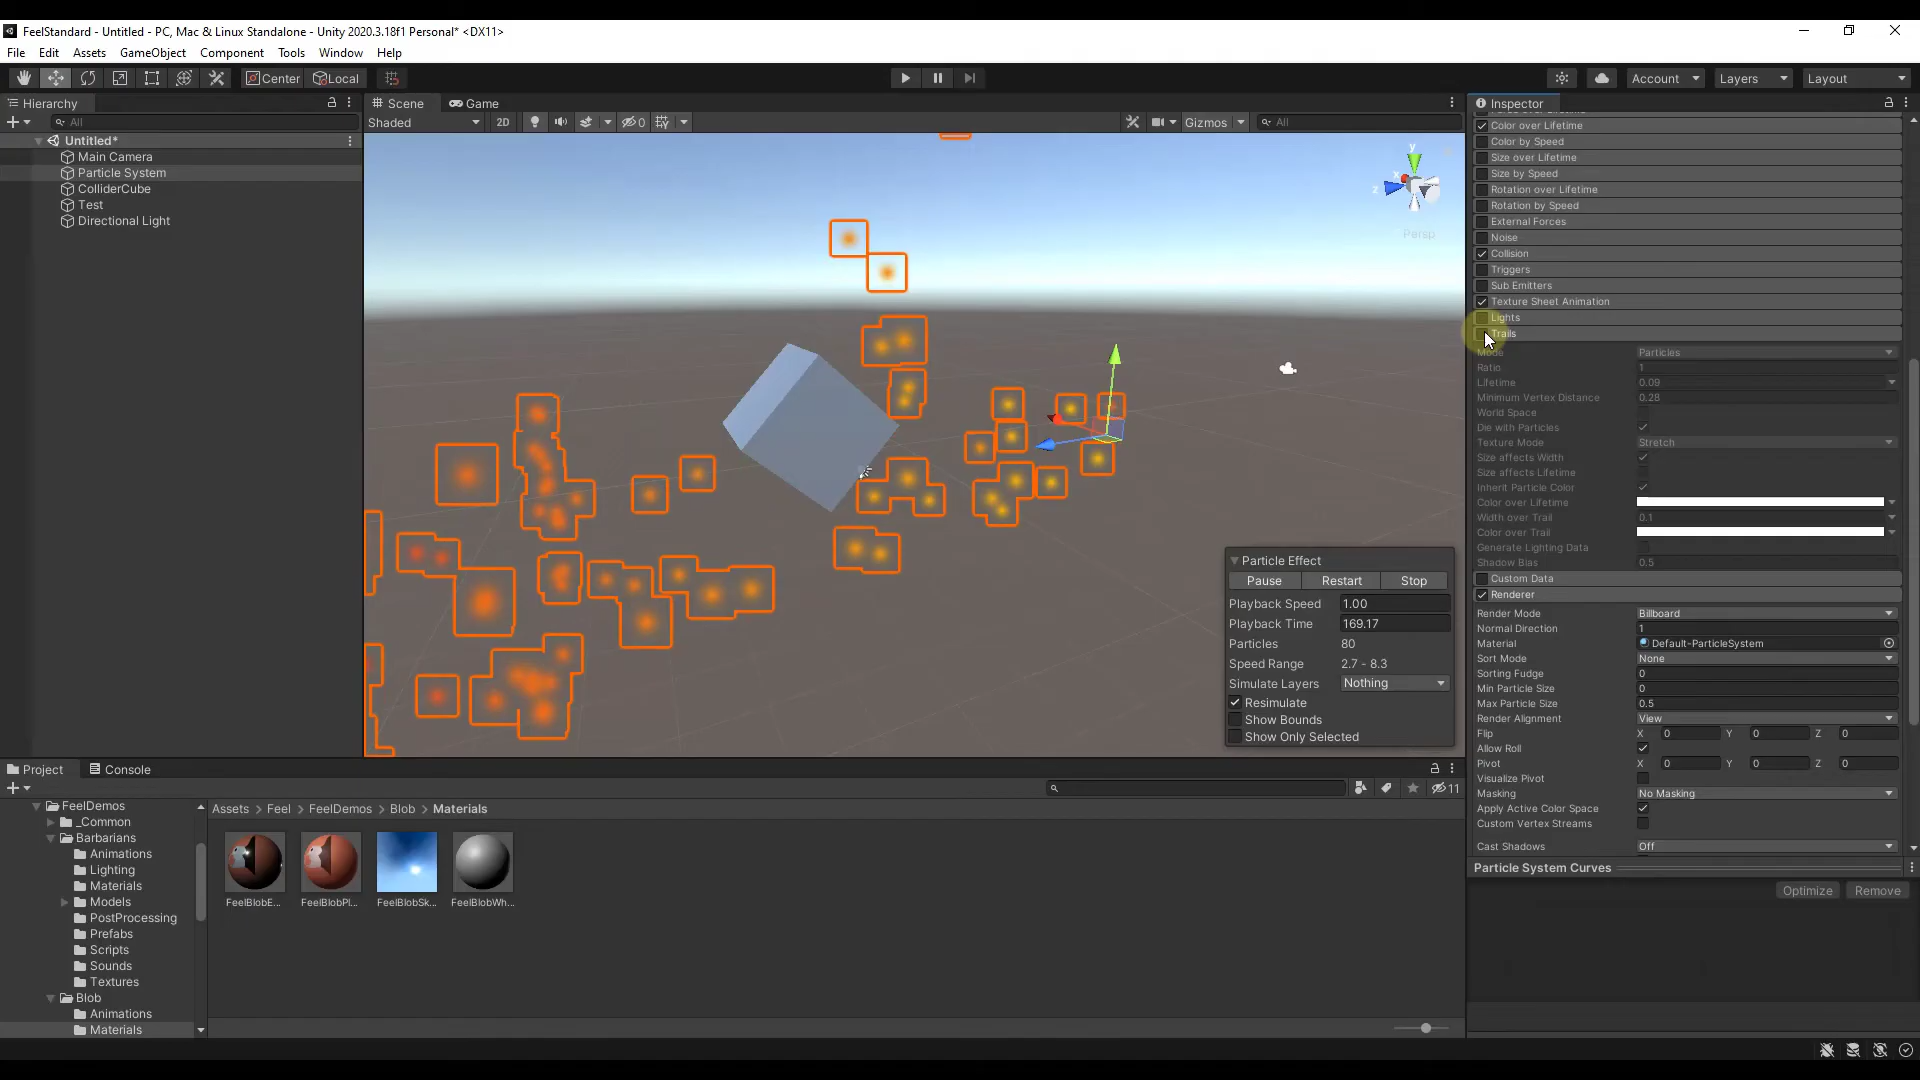 FeelStandard - Untitled - PC, Mac & Linux Standalone - Unity 2020.3.18f1 Personal* <DX11>
File Edit Assets GameObject Component Tools Window Help
Center Local Account Layers Layout
Hierarchy
All
Untitled*
Main Camera
Particle System
ColliderCube
Test
Directional Light
Scene Game
Shaded 2D 0 Gizmos All
y
x
z
Persp
Particle Effect
Pause Restart Stop
Playback Speed 1.00
Playback Time 169.17
Particles 80
Speed Range 2.7 - 8.3
Simulate Layers Nothing
Resimulate
Show Bounds
Show Only Selected
Inspector
Color over Lifetime
Color by Speed
Size over Lifetime
Size by Speed
Rotation over Lifetime
Rotation by Speed
External Forces
Noise
Collision
Triggers
Sub Emitters
Texture Sheet Animation
Lights
Trails
Mode Particles
Ratio 1
Lifetime 0.09
Minimum Vertex Distance 0.28
World Space
Die with Particles
Texture Mode Stretch
Size affects Width
Size affects Lifetime
Inherit Particle Color
Color over Lifetime
Width over Trail 0.1
Color over Trail
Generate Lighting Data
Shadow Bias 0.5
Custom Data
Renderer
Render Mode Billboard
Normal Direction 1
Material Default-ParticleSystem
Sort Mode None
Sorting Fudge 0
Min Particle Size 0
Max Particle Size 0.5
Render Alignment View
Flip X 0 Y 0 Z 0
Allow Roll
Pivot X 0 Y 0 Z 0
Visualize Pivot
Masking No Masking
Apply Active Color Space
Custom Vertex Streams
Cast Shadows Off
Particle System Curves
Optimize Remove
Project Console
11
FeelDemos
_Common
Barbarians
Animations
Lighting
Materials
Models
PostProcessing
Prefabs
Scripts
Sounds
Textures
Blob
Animations
Materials
Assets > Feel > FeelDemos > Blob > Materials
FeelBlobE... FeelBlobPl... FeelBlobSk... FeelBlobWh...